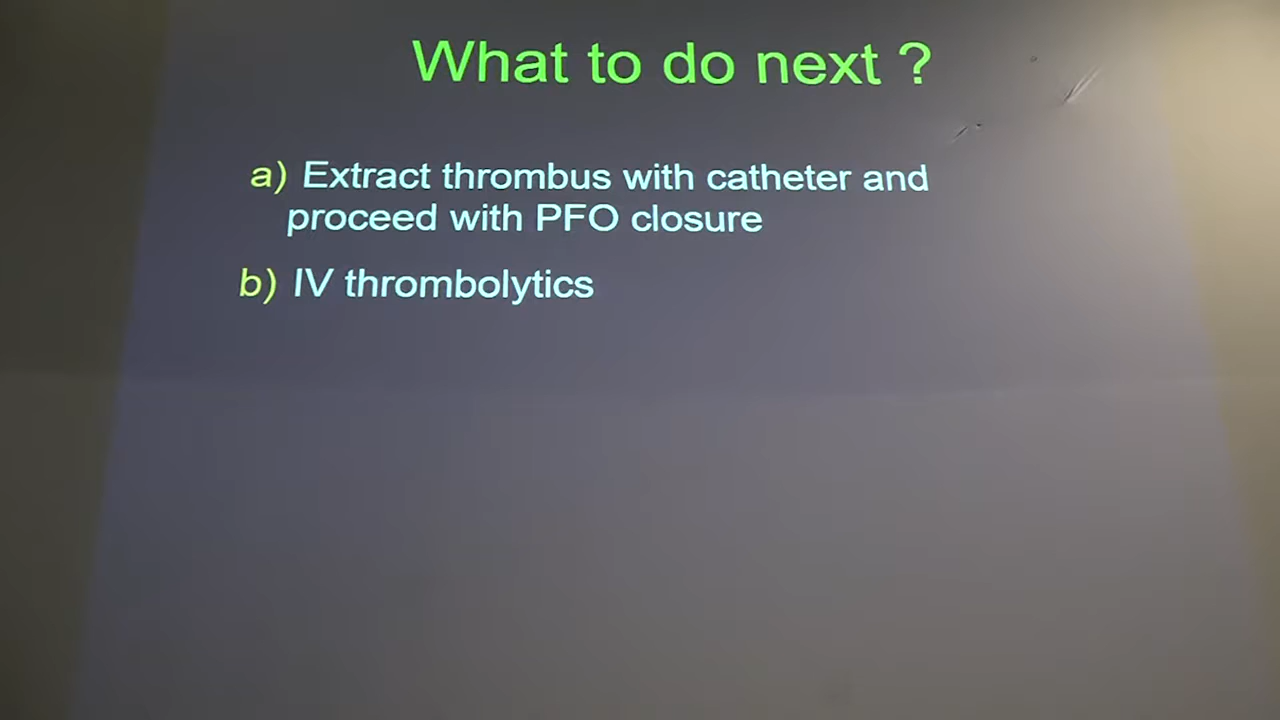 What to do next ?
a) Extract thrombus with catheter and
proceed with PFO closure
b) IV thrombolytics